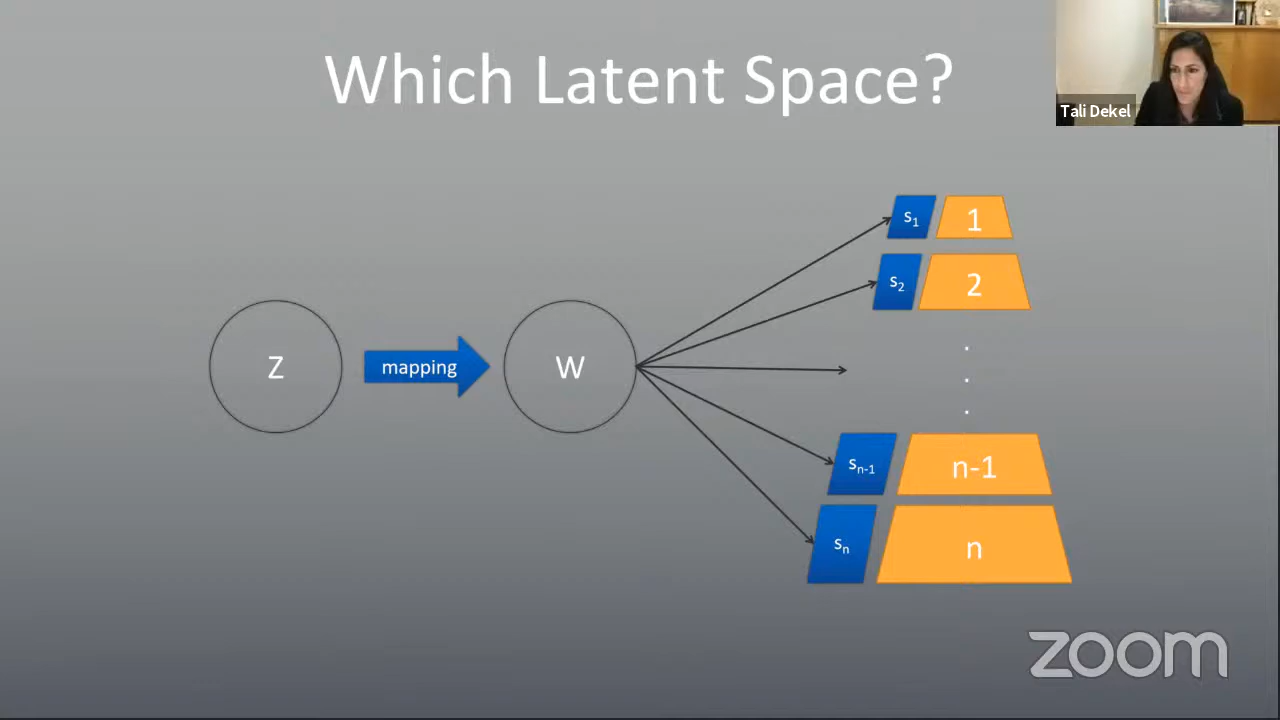 Which Latent Space?
Tali Dekel
s1 1
s2 2
Z mapping W
.
.
.
sn-1 n-1
sn n
zoom